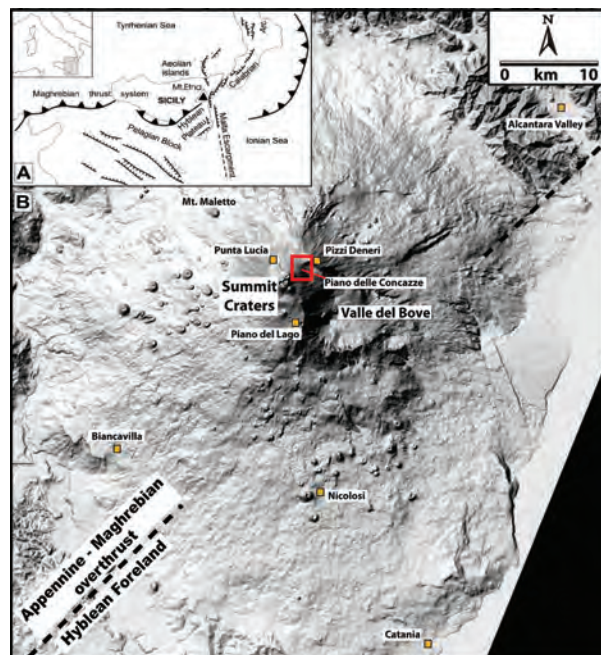 Tyrrhenian Sea
Aeolian
islands
Mt.Etna
Maghrebian thrust system
SICILY
Calabrian
Hyblean
Plateau
Malta Escarpment
Pelagian Block
Ionian Sea
A
N
0 km 10
Alcantara Valley
B
Mt. Maletto
Punta Lucia
Pizzi Deneri
Piano delle Concazze
Summit
Craters
Valle del Bove
Piano del Lago
Biancavilla
Nicolosi
Appennine - Maghrebian
overthrust
Hyblean Foreland
Catania